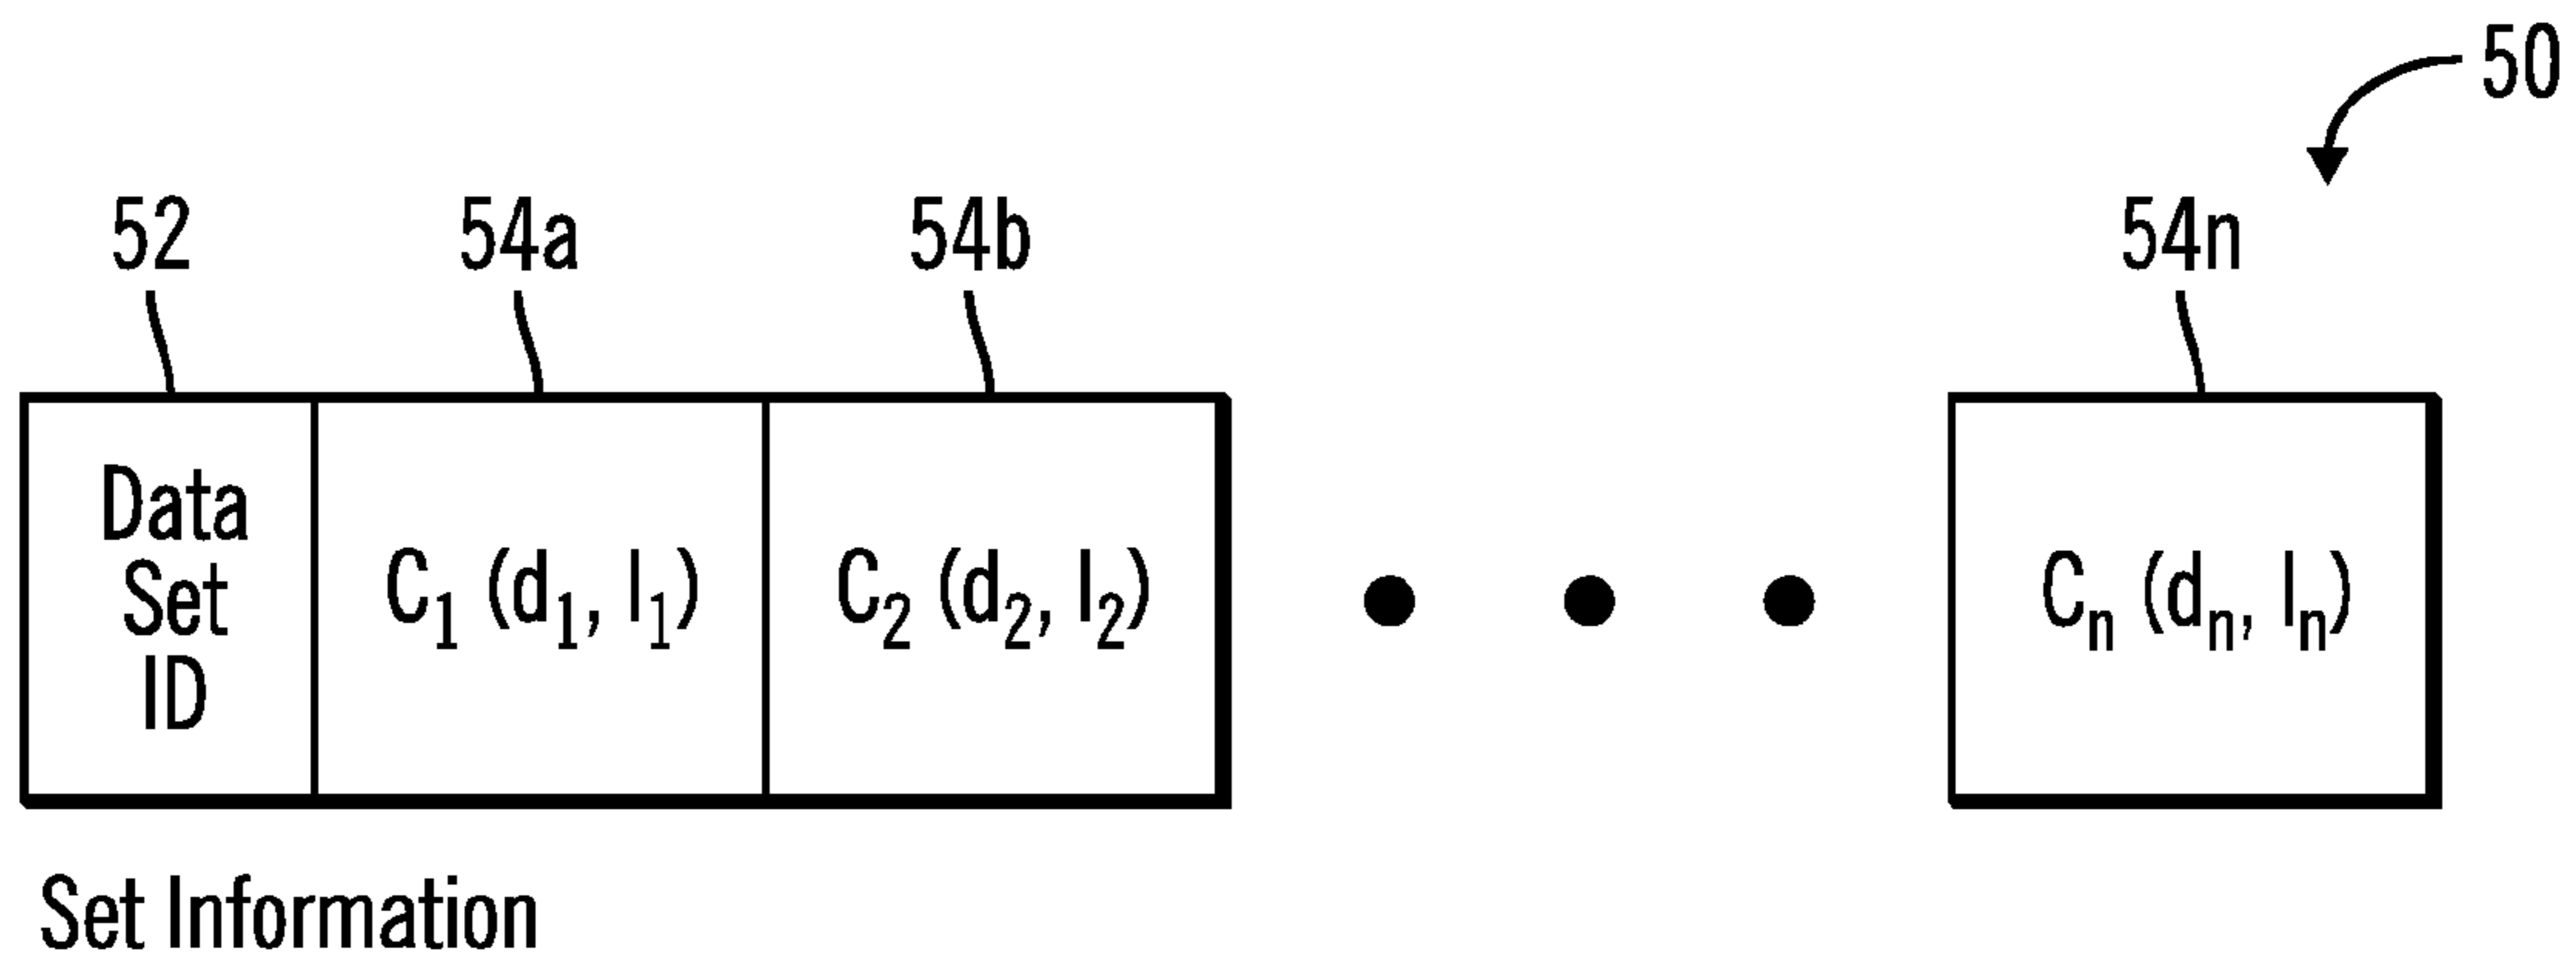 50
52
54a
54b
54n
Data
Set
ID
C₁ (d₁, l₁)
C₂ (d₂, l₂)
Cₙ (dₙ, lₙ)
Set Information